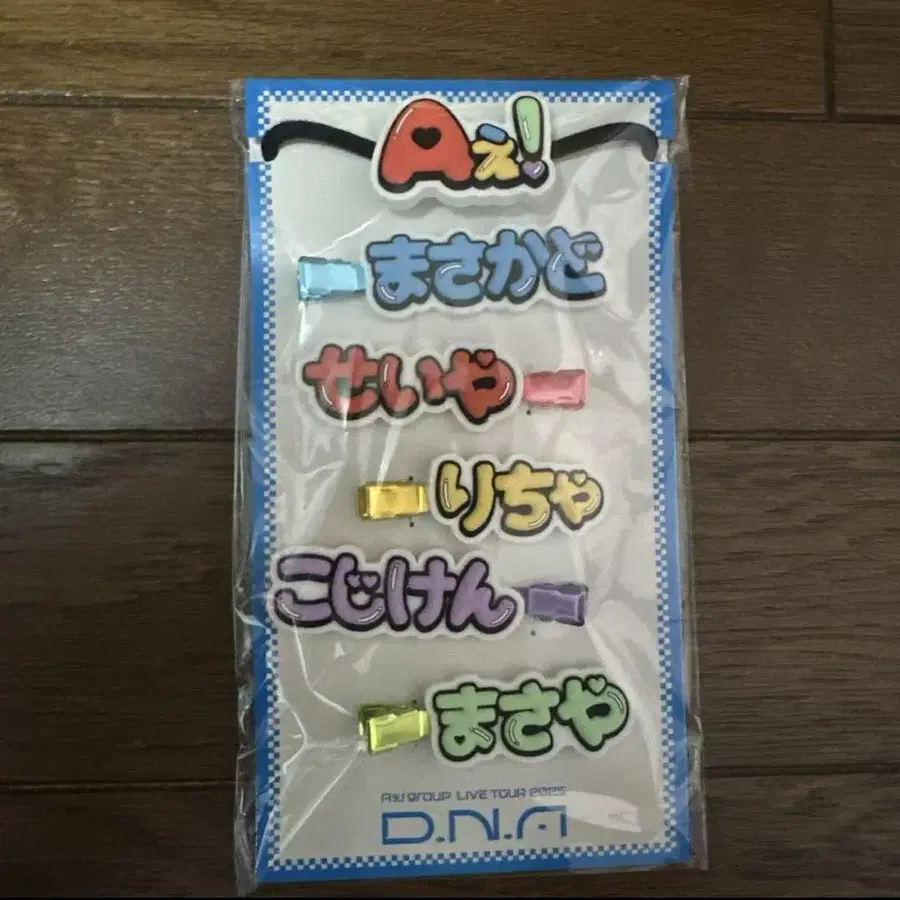 Aぇ!
まさかど
せいや
りちゃ
こじけん
まさや
Aぇ! group LIVE TOUR 2025
D.N.A